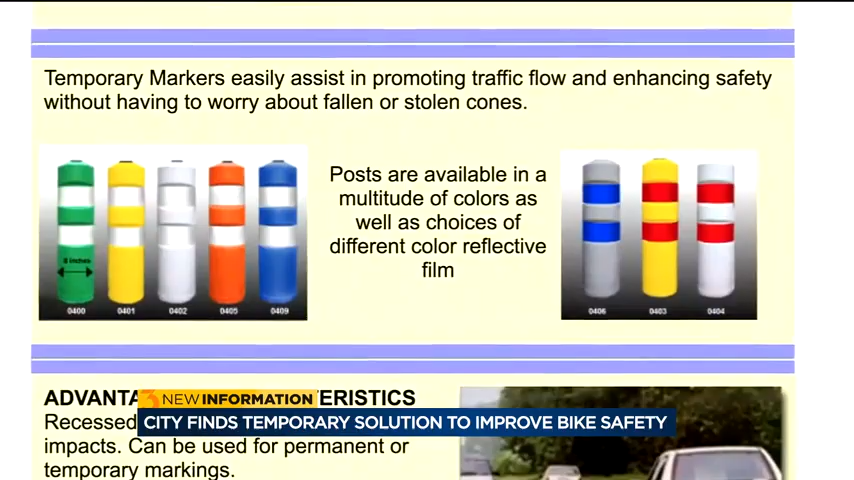 Temporary Markers easily assist in promoting traffic flow and enhancing safety
without having to worry about fallen or stolen cones.
8 inches
0400 0401 0402 0405 0409
Posts are available in a
multitude of colors as
well as choices of
different color reflective
film
0406 0403 0404
ADVANTA ERISTICS
Recessed
impacts. Can be used for permanent or
temporary markings.
3 NEW INFORMATION
CITY FINDS TEMPORARY SOLUTION TO IMPROVE BIKE SAFETY